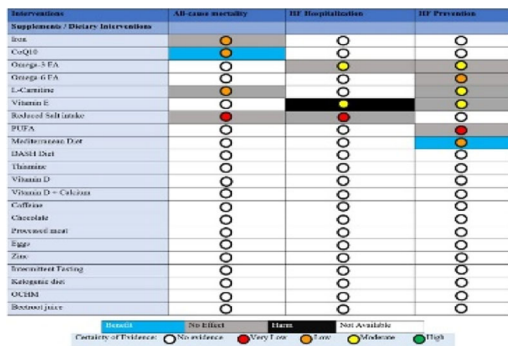 Interventions All-cause mortality HF Hospitalization HF Prevention
Supplements / Dietary Interventions
Iron
CoQ10
Omega-3 FA
Omega-6 FA
L-Carnitine
Vitamin E
Reduced Salt intake
PUFA
Mediterranean Diet
DASH Diet
Thiamine
Vitamin D
Vitamin D + Calcium
Caffeine
Chocolate
Processed meat
Eggs
Zinc
Intermittent Fasting
Ketogenic diet
OCHM
Beetroot juice
Benefit No Effect Harm Not Available
Certainty of Evidence: No evidence Very Low Low Moderate High